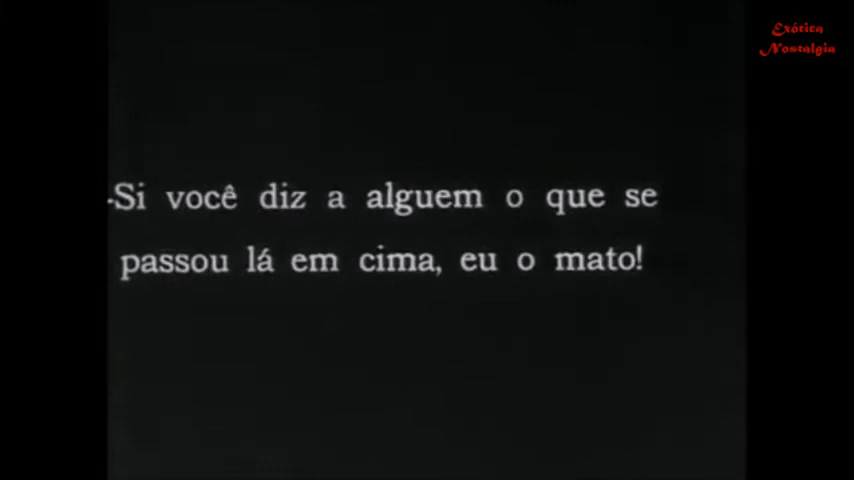 Exótica
Nostalgia
-Si você diz a alguem o que se
passou lá em cima, eu o mato!